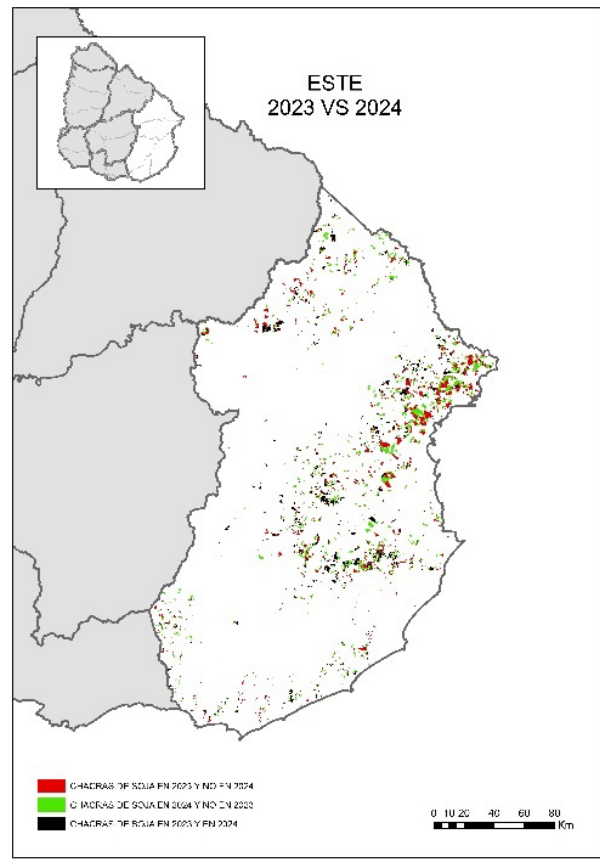 ESTE
2023 VS 2024
CHACRAS DE SOJA EN 2023 Y NO EN 2024
CHACRAS DE SOJA EN 2024 Y NO EN 2023
CHACRAS DE SOJA EN 2023 Y EN 2024
0 10 20 40 60 80
Km